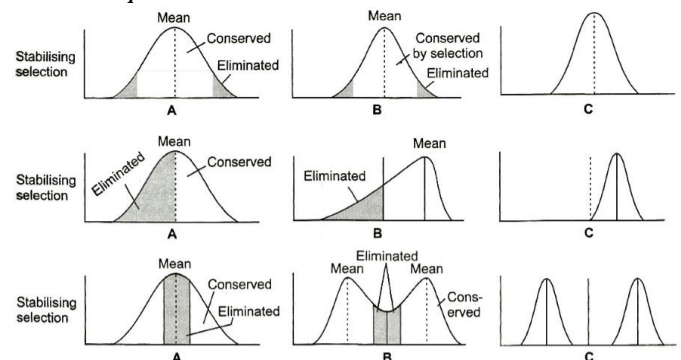 Mean
Conserved
Eliminated
Stabilising
selection
A
Mean
Conserved
by selection
Eliminated
B
C
Mean
Eliminated
Conserved
Stabilising
selection
A
Mean
Eliminated
B
C
Mean
Conserved
Eliminated
Stabilising
selection
A
Eliminated
Mean
Mean
Cons-
erved
B
C